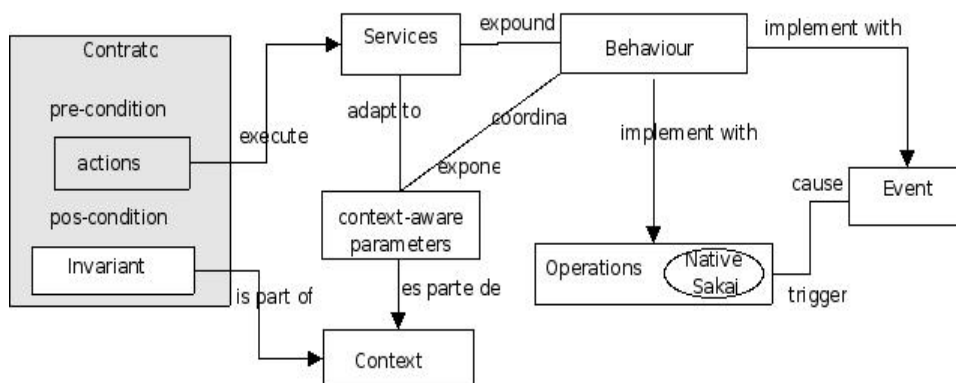 Contrato
pre-condition
actions
pos-condition
Invariant
execute
is part of
Services
adapt to
expound
Behaviour
coordina
expone
context-aware
parameters
es parte de
Context
implement with
implement with
Operations
Native
Sakai
cause
trigger
Event